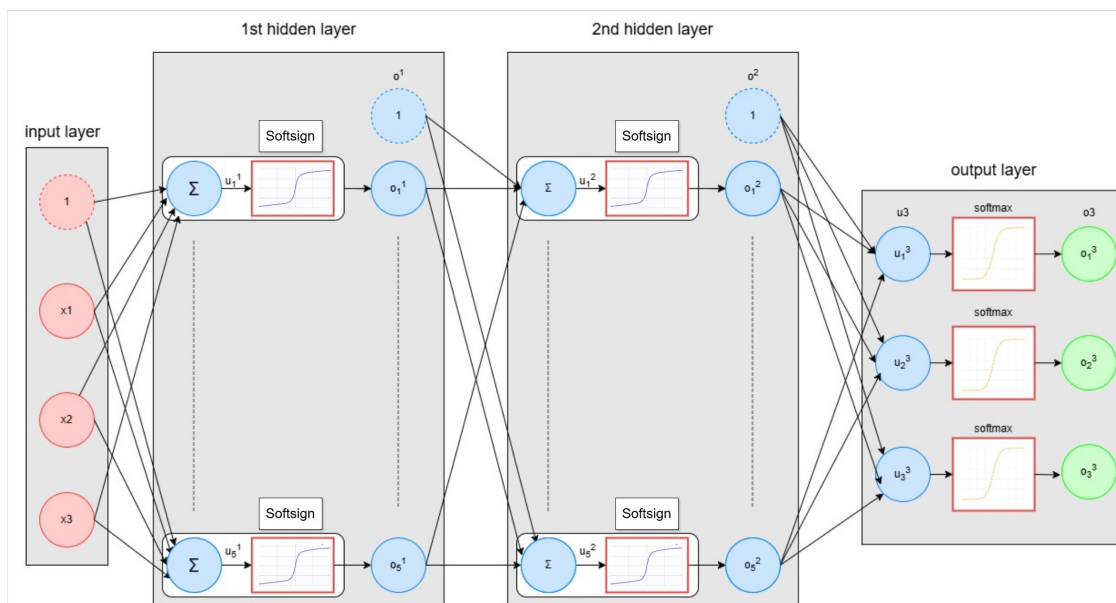 1st hidden layer
2nd hidden layer
input layer
output layer
1
x1
x2
x3
Softsign
Σ
u₁¹
o¹
1
o₁¹
Softsign
Σ
u₅¹
o₅¹
Softsign
Σ
u₁²
o²
1
o₁²
Softsign
Σ
u₅²
o₅²
u3
softmax
o3
u₁³
o₁³
softmax
u₂³
o₂³
softmax
u₃³
o₃³